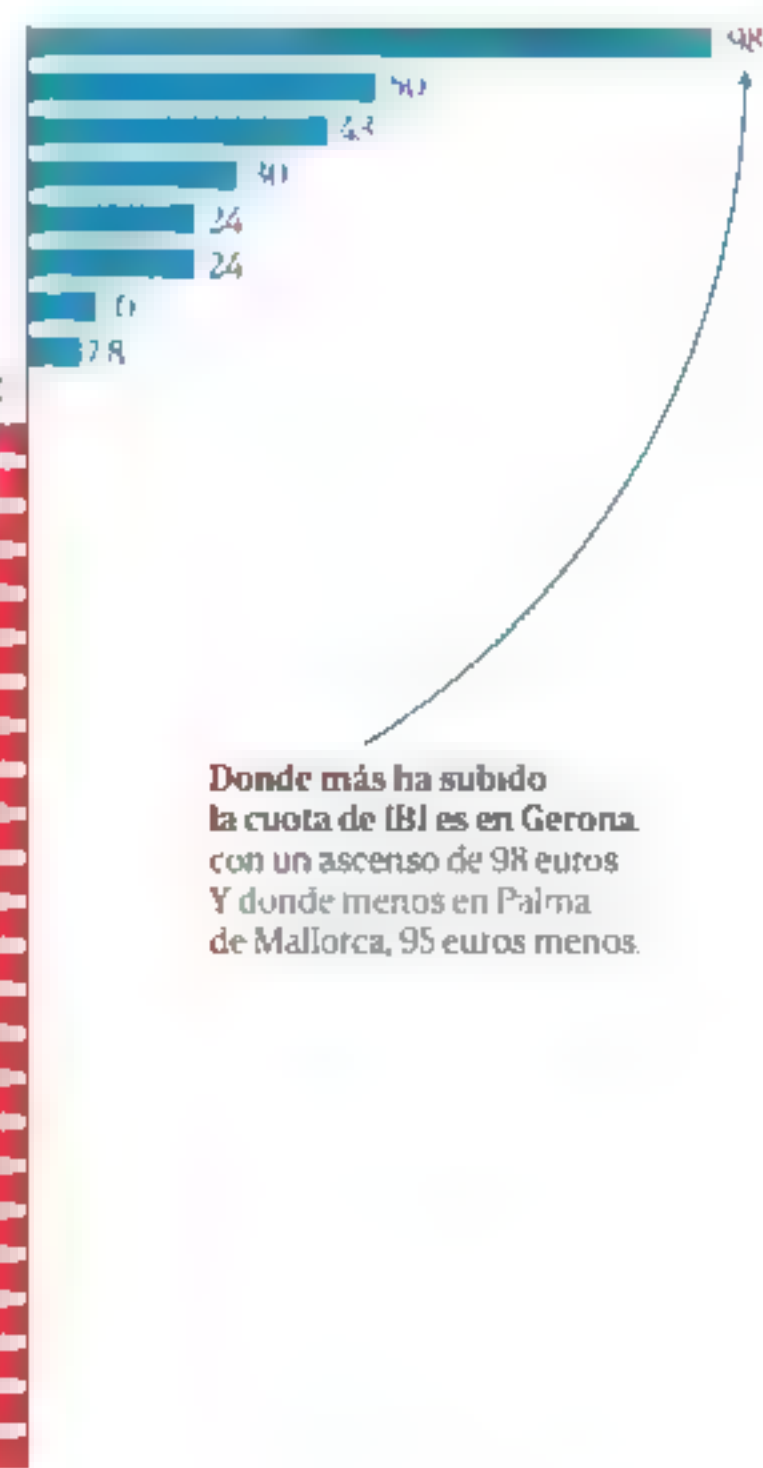 98
50
43
30
24
24
Donde más ha subido
la cuota de IBI es en Gerona
con un ascenso de 98 euros
Y donde menos en Palma
de Mallorca, 95 euros menos.